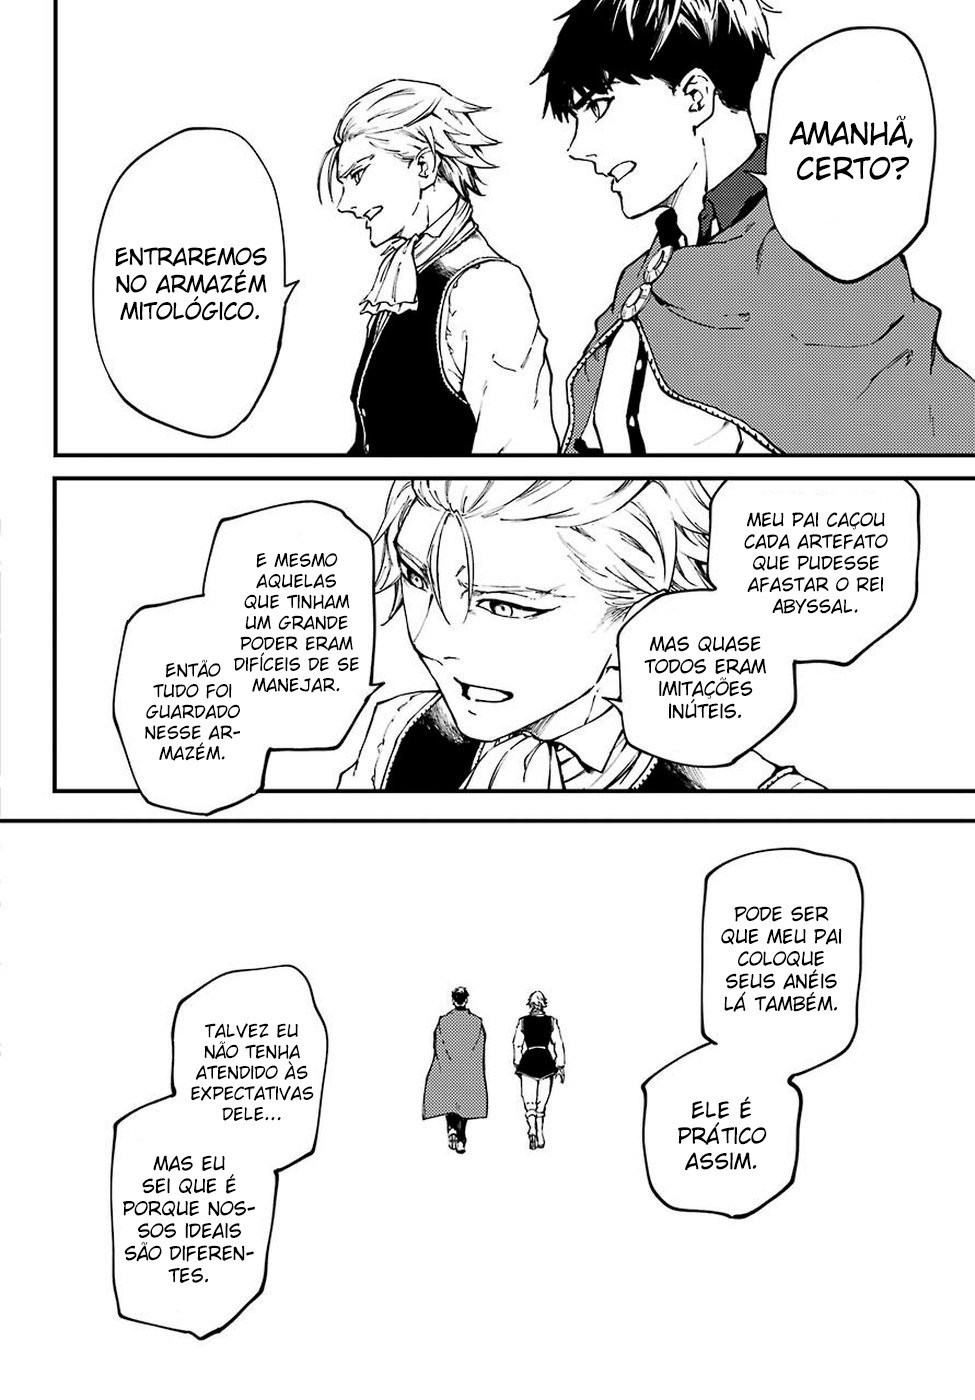 AMANHÃ,
CERTO?
ENTRAREMOS
NO ARMAZÉM
MITOLÓGICO.
MEU PAI CAÇOU
CADA ARTEFATO
QUE PUDESSE
AFASTAR O REI
ABYSSAL.
MAS QUASE
TODOS ERAM
IMITAÇÕES
INÚTEIS.
E MESMO
AQUELAS
QUE TINHAM
UM GRANDE
PODER ERAM
DIFÍCEIS DE SE
MANEJAR.
ENTÃO
TUDO FOI
GUARDADO
NESSE AR-
MAZÉM.
PODE SER
QUE MEU PAI
COLOQUE
SEUS ANÉIS
LÁ TAMBÉM.
ELE É
PRÁTICO
ASSIM.
TALVEZ EU
NÃO TENHA
ATENDIDO ÀS
EXPECTATIVAS
DELE...
MAS EU
SEI QUE É
PORQUE NOS-
SOS IDEAIS
SÃO DIFEREN-
TES.